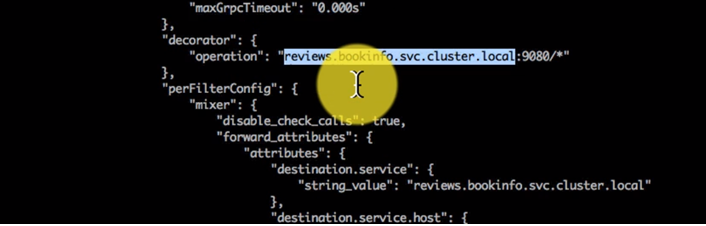 "maxGrpcTimeout": "0.000s"
},
"decorator": {
"operation": "reviews.bookinfo.svc.cluster.local:9080/*"
},
"perFilterConfig": {
"mixer": {
"disable_check_calls": true,
"forward_attributes": {
"attributes": {
"destination.service": {
"string_value": "reviews.bookinfo.svc.cluster.local"
},
"destination.service.host": {